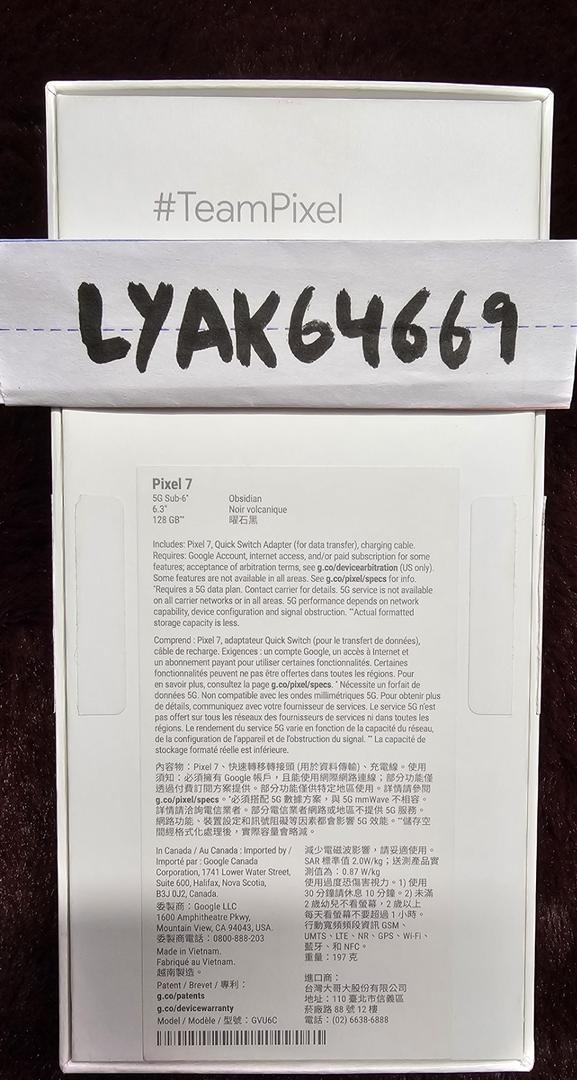 #TeamPixel
LYAK64669
Pixel 7
5G Sub-6* Obsidian
6.3" Noir volcanique
128 GB** 曜石黑
Includes: Pixel 7, Quick Switch Adapter (for data transfer), charging cable.
Requires: Google Account, internet access, and/or paid subscription for some
features; acceptance of arbitration terms, see g.co/devicearbitration (US only).
Some features are not available in all areas. See g.co/pixel/specs for info.
*Requires a 5G data plan. Contact carrier for details. 5G service is not available
on all carrier networks or in all areas. 5G performance depends on network
capability, device configuration and signal obstruction. **Actual formatted
storage capacity is less.
Comprend : Pixel 7, adaptateur Quick Switch (pour le transfert de données),
câble de recharge. Exigences : un compte Google, un accès à Internet et
un abonnement payant pour utiliser certaines fonctionnalités. Certaines
fonctionnalités peuvent ne pas être offertes dans toutes les régions. Pour
en savoir plus, consultez la page g.co/pixel/specs. * Nécessite un forfait de
données 5G. Non compatible avec les ondes millimétriques 5G. Pour obtenir plus
de détails, communiquez avec votre fournisseur de services. Le service 5G n'est
pas offert sur tous les réseaux des fournisseurs de services ni dans toutes les
régions. Le rendement du service 5G varie en fonction de la capacité du réseau,
de la configuration de l'appareil et de l'obstruction du signal. ** La capacité de
stockage formaté réelle est inférieure.
內容物：Pixel 7、快速轉移轉接頭 (用於資料傳輸)、充電線。使用
須知：必須擁有 Google 帳戶，且能使用網際網路連線；部分功能僅
透過付費訂閱方案提供。部分功能僅供特定地區使用。詳情請參閱
g.co/pixel/specs。*必須搭配 5G 數據方案，與 5G mmWave 不相容。
詳情請洽詢電信業者。部分電信業者網路或地區不提供 5G 服務。
網路功能、裝置設定和訊號阻礙等因素都會影響 5G 效能。**儲存空
間經格式化處理後，實際容量會略減。
In Canada / Au Canada : Imported by /
Importé par : Google Canada
Corporation, 1741 Lower Water Street,
Suite 600, Halifax, Nova Scotia,
B3J 0J2, Canada.
委製商：Google LLC
1600 Amphitheatre Pkwy,
Mountain View, CA 94043, USA.
委製商電話：0800-888-203
Made in Vietnam.
Fabriqué au Vietnam.
越南製造。
Patent / Brevet / 專利：
g.co/patents
g.co/devicewarranty
Model / Modèle / 型號：GVU6C
減少電磁波影響，請妥適使用。
SAR 標準值 2.0W/kg；送測產品實
測值為：0.87 W/kg
使用過度恐傷害視力。1) 使用
30 分鐘請休息 10 分鐘。2) 未滿
2 歲幼兒不看螢幕，2 歲以上
每天看螢幕不要超過 1 小時。
行動寬頻頻段資訊 GSM、
UMTS、LTE、NR、GPS、Wi-Fi、
藍牙、和 NFC。
重量：197 克
進口商：
台灣大哥大股份有限公司
地址：110 臺北市信義區
菸廠路 88 號 12 樓
電話：(02) 6638-6888